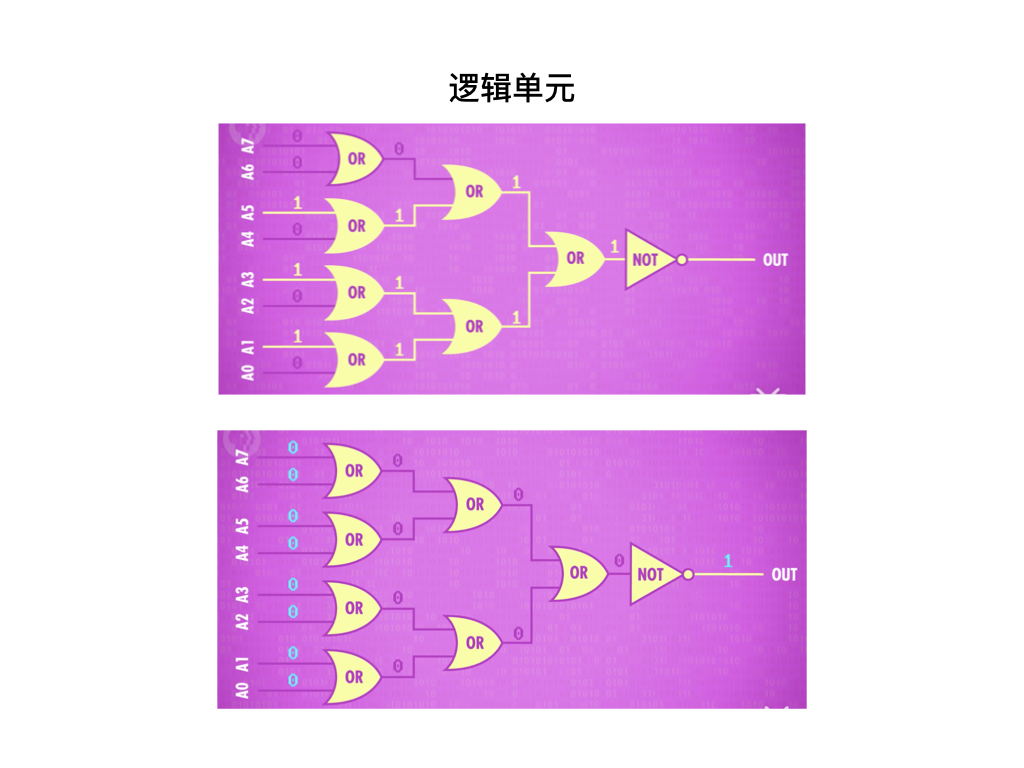 逻辑单元
A7 0 OR 0
A6 0
OR 1
A5 1 OR 1
A4 0
OR 1 NOT OUT
A3 1 OR 1
A2 0
OR 1
A1 1 OR 1
A0 0
A7 0 OR 0
A6 0
OR 0
A5 0 OR 0
A4 0
OR 0 NOT 1 OUT
A3 0 OR 0
A2 0
OR 0
A1 0 OR 0
A0 0